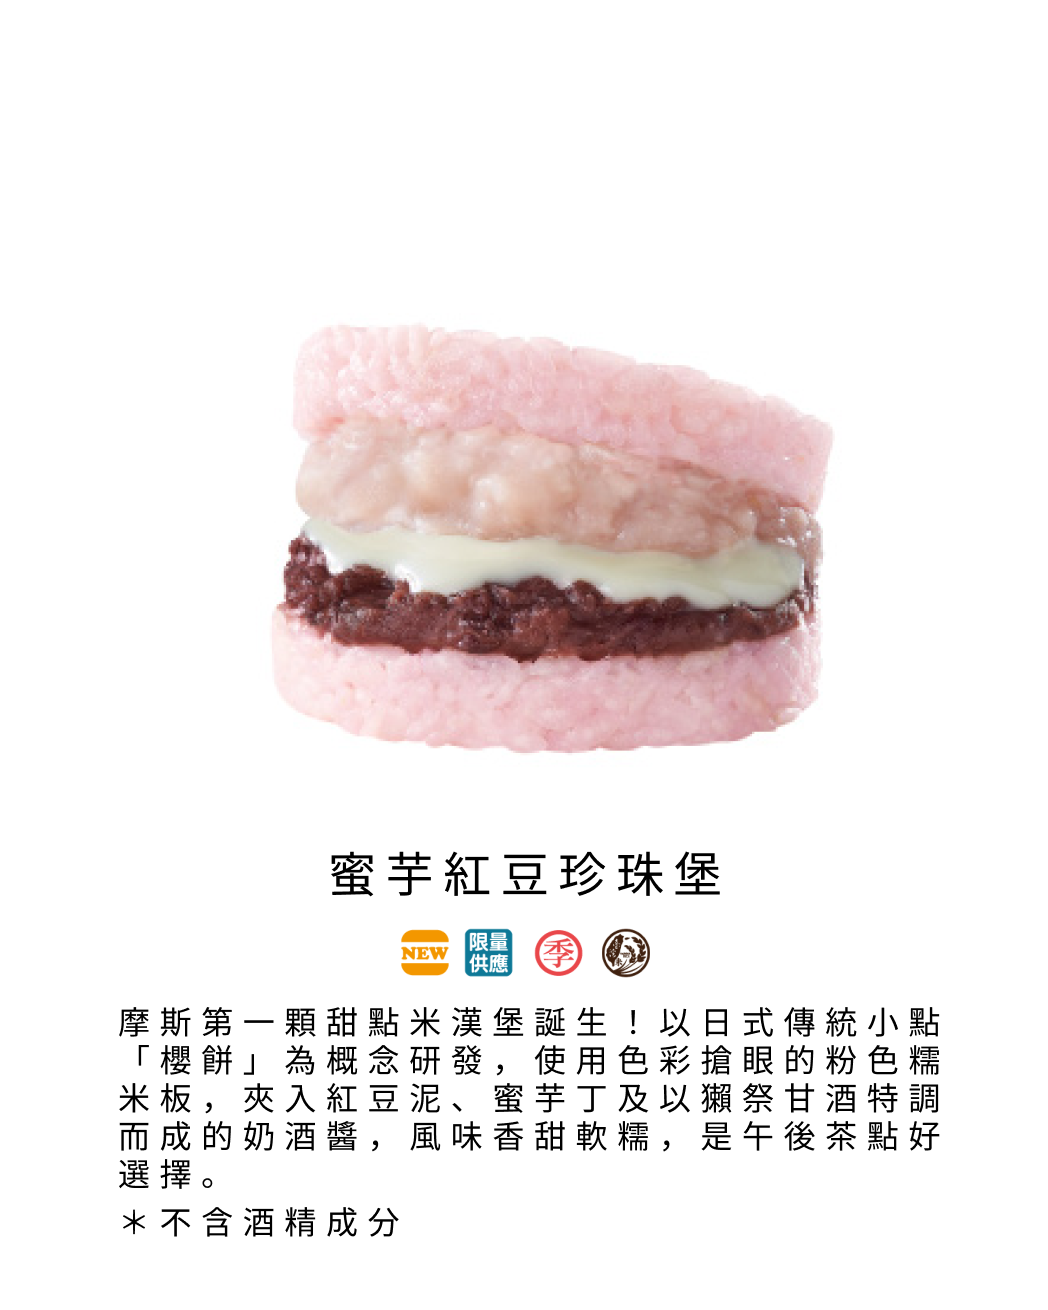 蜜芋紅豆珍珠堡
NEW
限量
供應
季
摩斯第一顆甜點米漢堡誕生！以日式傳統小點
「櫻餅」為概念研發，使用色彩搶眼的粉色糯
米板，夾入紅豆泥、蜜芋丁及以獺祭甘酒特調
而成的奶酒醬，風味香甜軟糯，是午後茶點好
選擇。
＊不含酒精成分